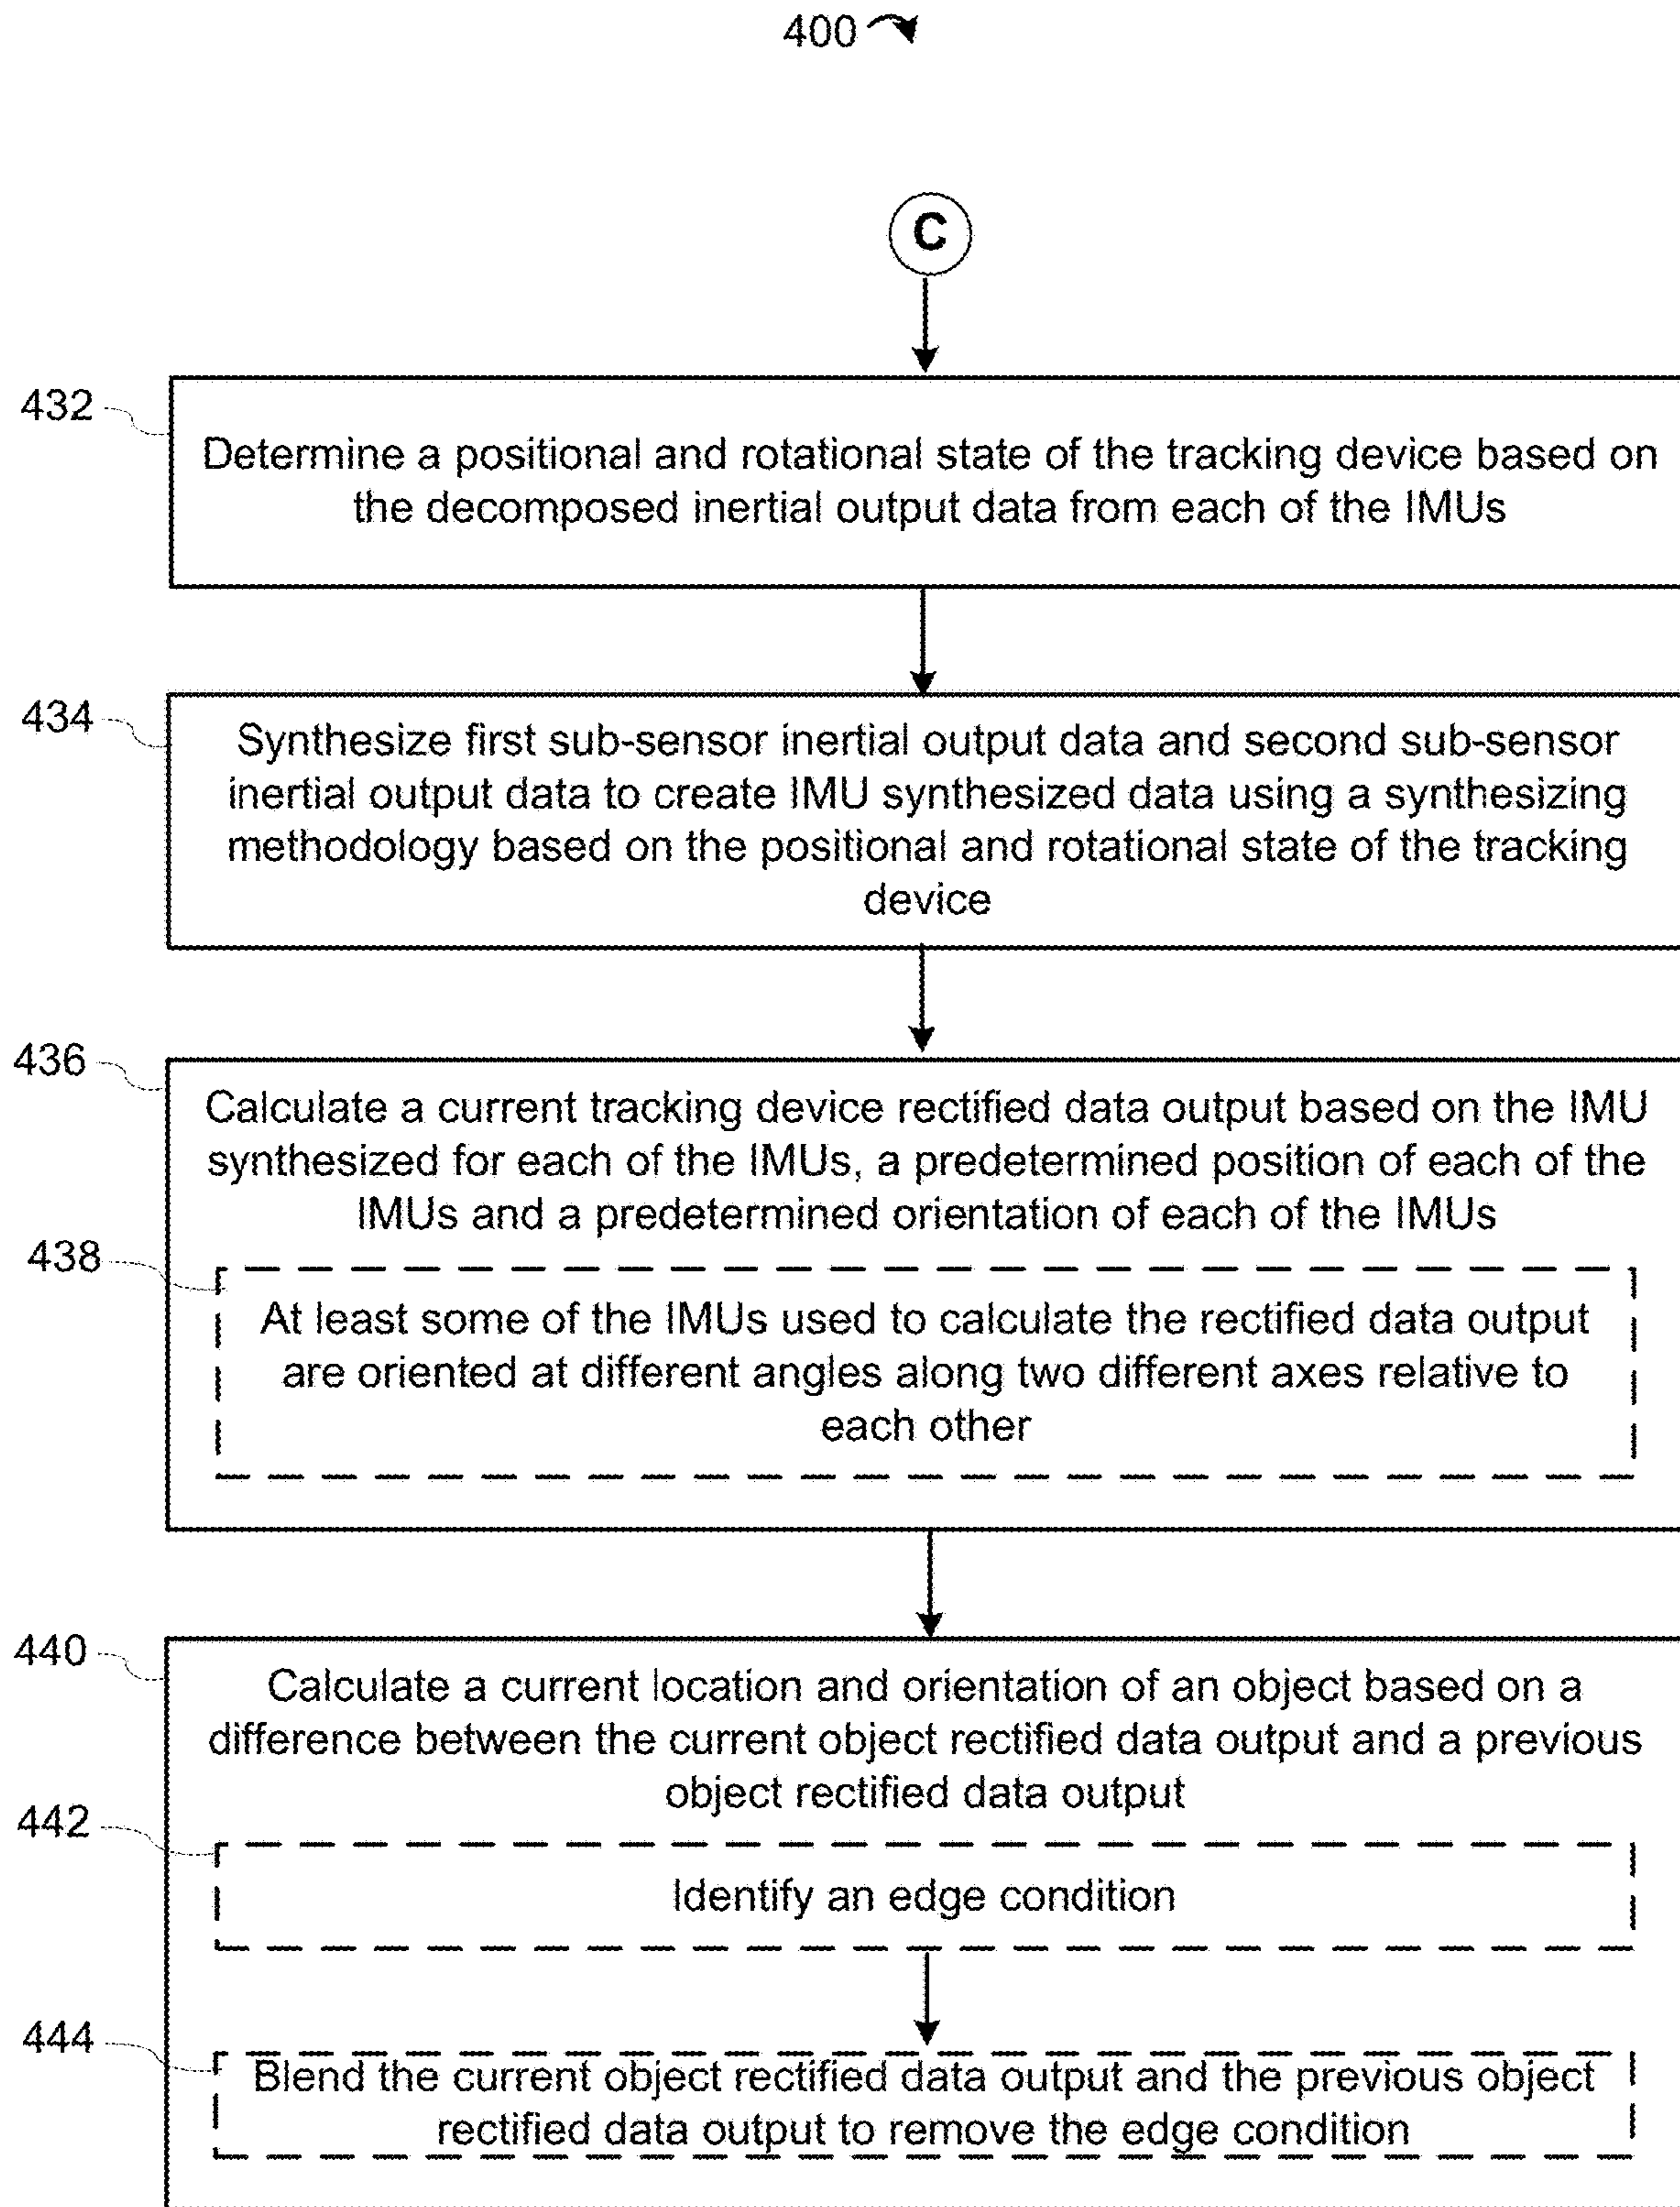 400
C
432
Determine a positional and rotational state of the tracking device based on
the decomposed inertial output data from each of the IMUs
434
Synthesize first sub-sensor inertial output data and second sub-sensor
inertial output data to create IMU synthesized data using a synthesizing
methodology based on the positional and rotational state of the tracking
device
436
Calculate a current tracking device rectified data output based on the IMU
synthesized for each of the IMUs, a predetermined position of each of the
IMUs and a predetermined orientation of each of the IMUs
438
At least some of the IMUs used to calculate the rectified data output
are oriented at different angles along two different axes relative to
each other
440
Calculate a current location and orientation of an object based on a
difference between the current object rectified data output and a previous
object rectified data output
442
Identify an edge condition
444
Blend the current object rectified data output and the previous object
rectified data output to remove the edge condition